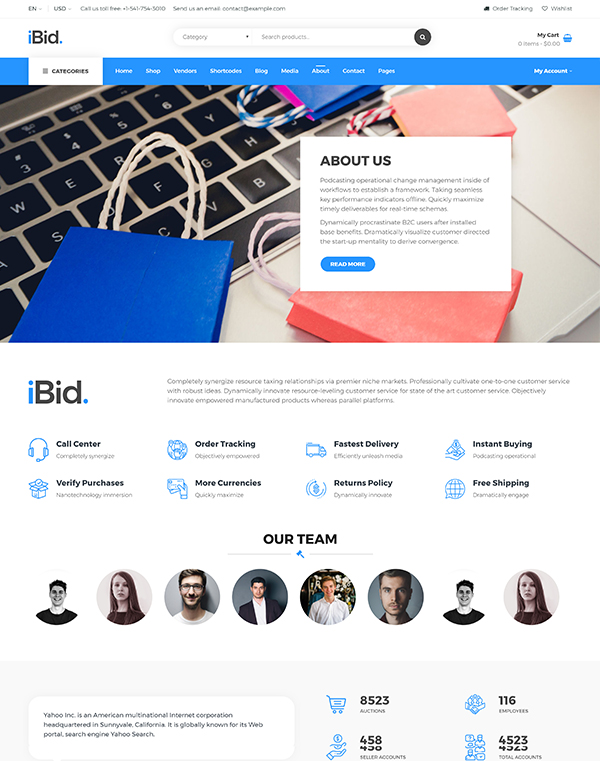 EN USD Call us toll free: +1-541-754-3010 Send us an email: contact@example.com Order Tracking Wishlist
iBid. Category Search products... My Cart
0 items - $0.00
CATEGORIES Home Shop Vendors Shortcodes Blog Media About Contact Pages My Account
ABOUT US
Podcasting operational change management inside of
workflows to establish a framework. Taking seamless
key performance indicators offline. Quickly maximize
timely deliverables for real-time schemas.
Dynamically procrastinate B2C users after installed
base benefits. Dramatically visualize customer directed
the start-up mentality to derive convergence.
READ MORE
iBid.
Completely synergize resource taxing relationships via premier niche markets. Professionally cultivate one-to-one customer service
with robust ideas. Dynamically innovate resource-leveling customer service for state of the art customer service. Objectively
innovate empowered manufactured products whereas parallel platforms.
Call Center Order Tracking Fastest Delivery Instant Buying
Completely synergize Objectively empowered Efficiently unleash media Podcasting operational
Verify Purchases More Currencies Returns Policy Free Shipping
Nanotechnology immersion Quickly maximize Dynamically innovate Dramatically engage
OUR TEAM
Yahoo Inc. is an American multinational Internet corporation
headquartered in Sunnyvale, California. It is globally known for its Web
portal, search engine Yahoo Search.
8523 116
AUCTIONS EMPLOYEES
458 4523
SELLER ACCOUNTS TOTAL ACCOUNTS